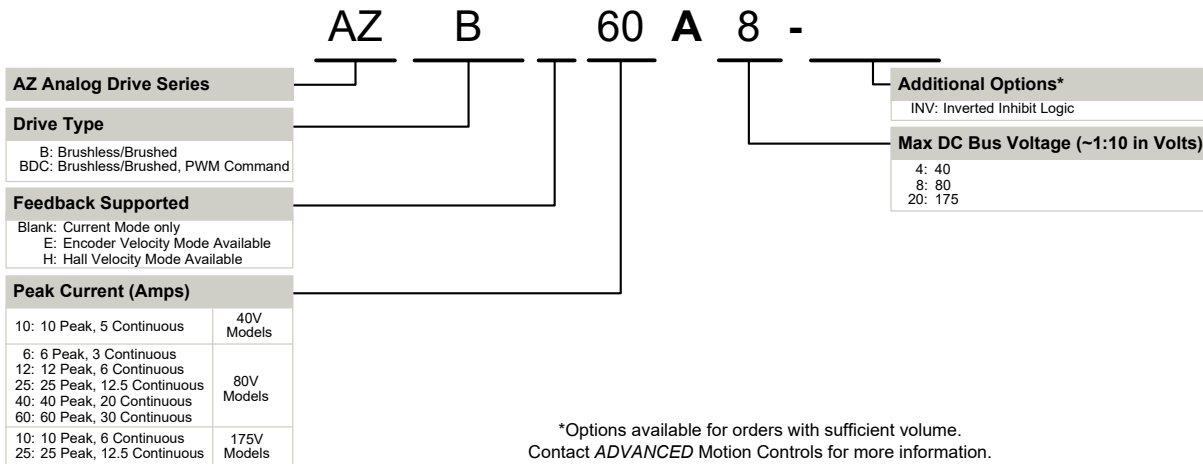 AZ B 60 A 8 -
AZ Analog Drive Series
Drive Type
B: Brushless/Brushed
BDC: Brushless/Brushed, PWM Command
Feedback Supported
Blank: Current Mode only
E: Encoder Velocity Mode Available
H: Hall Velocity Mode Available
Peak Current (Amps)
10: 10 Peak, 5 Continuous
40V
Models
6: 6 Peak, 3 Continuous
12: 12 Peak, 6 Continuous
25: 25 Peak, 12.5 Continuous
40: 40 Peak, 20 Continuous
60: 60 Peak, 30 Continuous
80V
Models
10: 10 Peak, 6 Continuous
25: 25 Peak, 12.5 Continuous
175V
Models
Additional Options*
INV: Inverted Inhibit Logic
Max DC Bus Voltage (~1:10 in Volts)
4: 40
8: 80
20: 175
*Options available for orders with sufficient volume.
Contact ADVANCED Motion Controls for more information.